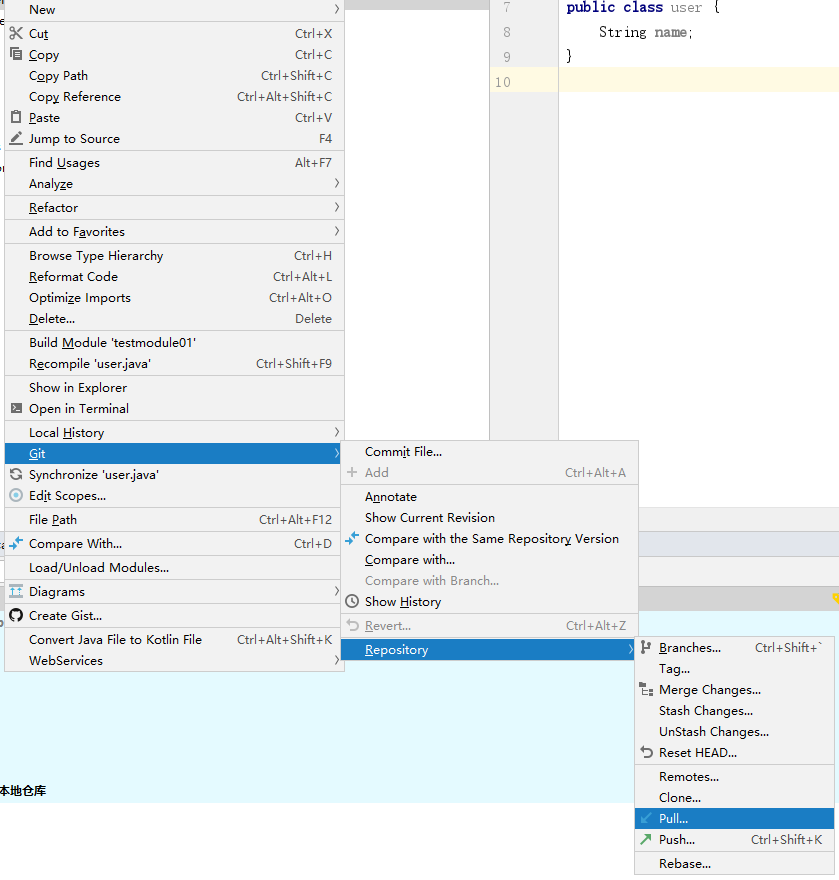 New
Cut Ctrl+X
Copy Ctrl+C
Copy Path Ctrl+Shift+C
Copy Reference Ctrl+Alt+Shift+C
Paste Ctrl+V
Jump to Source F4
Find Usages Alt+F7
Analyze
Refactor
Add to Favorites
Browse Type Hierarchy Ctrl+H
Reformat Code Ctrl+Alt+L
Optimize Imports Ctrl+Alt+O
Delete... Delete
Build Module 'testmodule01'
Recompile 'user.java' Ctrl+Shift+F9
Show in Explorer
Open in Terminal
Local History
Git
Synchronize 'user.java'
Edit Scopes...
File Path Ctrl+Alt+F12
Compare With... Ctrl+D
Load/Unload Modules...
Diagrams
Create Gist...
Convert Java File to Kotlin File Ctrl+Alt+Shift+K
WebServices
7 public class user {
8 String name;
9 }
10
Commit File...
Add Ctrl+Alt+A
Annotate
Show Current Revision
Compare with the Same Repository Version
Compare with...
Compare with Branch...
Show History
Revert... Ctrl+Alt+Z
Repository
Branches... Ctrl+Shift+`
Tag...
Merge Changes...
Stash Changes...
UnStash Changes...
Reset HEAD...
Remotes...
Clone...
Pull...
Push... Ctrl+Shift+K
Rebase...
本地仓库